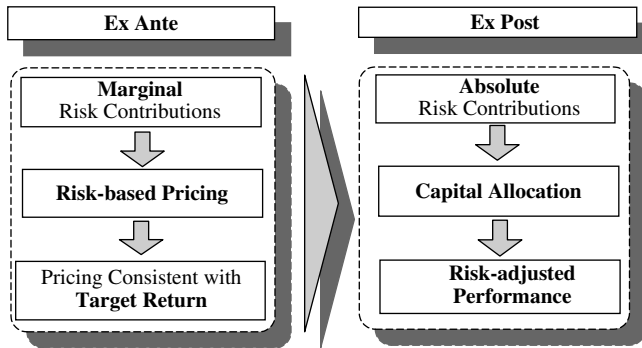 Ex Ante
Marginal
Risk Contributions
Risk-based Pricing
Pricing Consistent with
Target Return
Ex Post
Absolute
Risk Contributions
Capital Allocation
Risk-adjusted
Performance